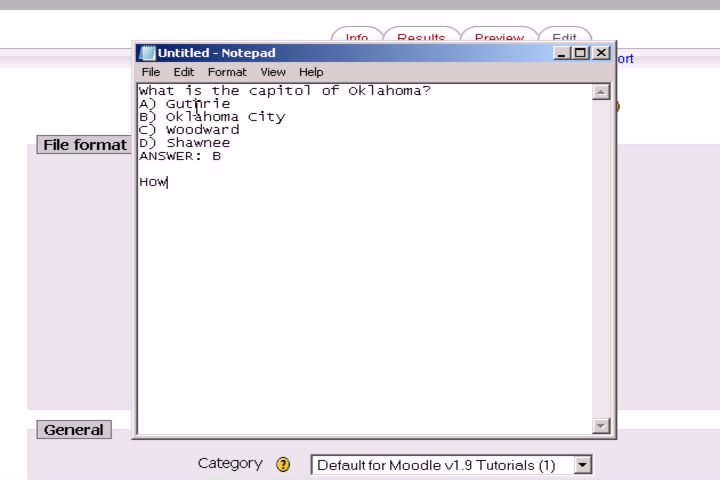 Info Results Preview Edit
ort
Untitled - Notepad
File Edit Format View Help
What is the capitol of Oklahoma?
A) Guthrie
B) Oklahoma City
C) Woodward
D) Shawnee
ANSWER: B
How
File format
General
Category Default for Moodle v1.9 Tutorials (1)